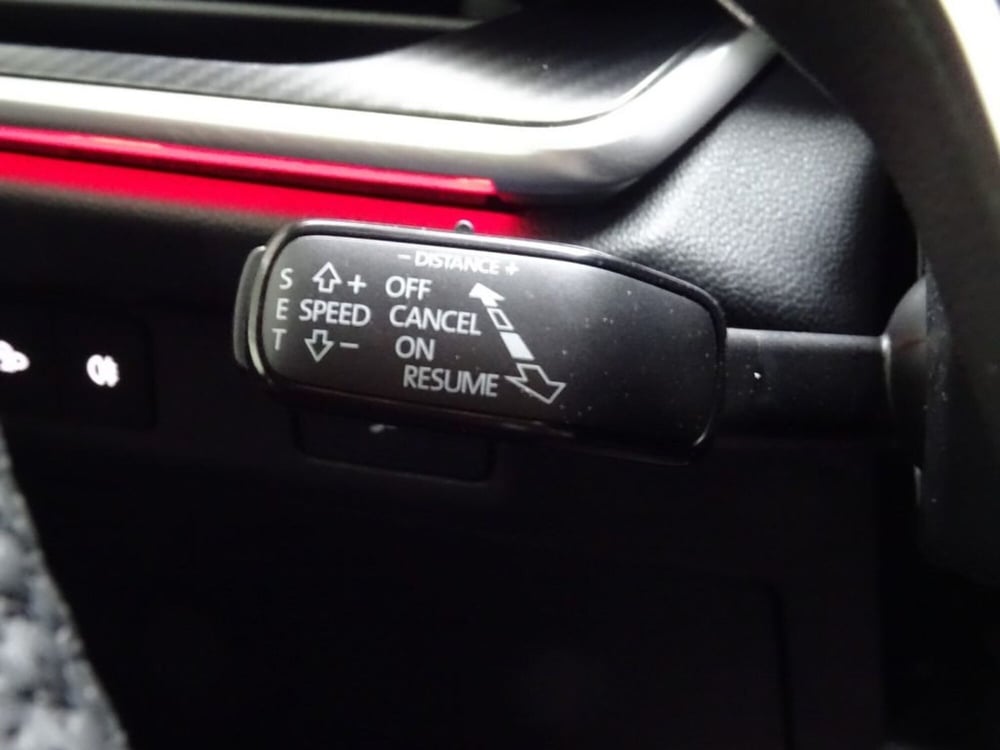 - DISTANCE +
S + OFF
E SPEED CANCEL
T - ON
RESUME